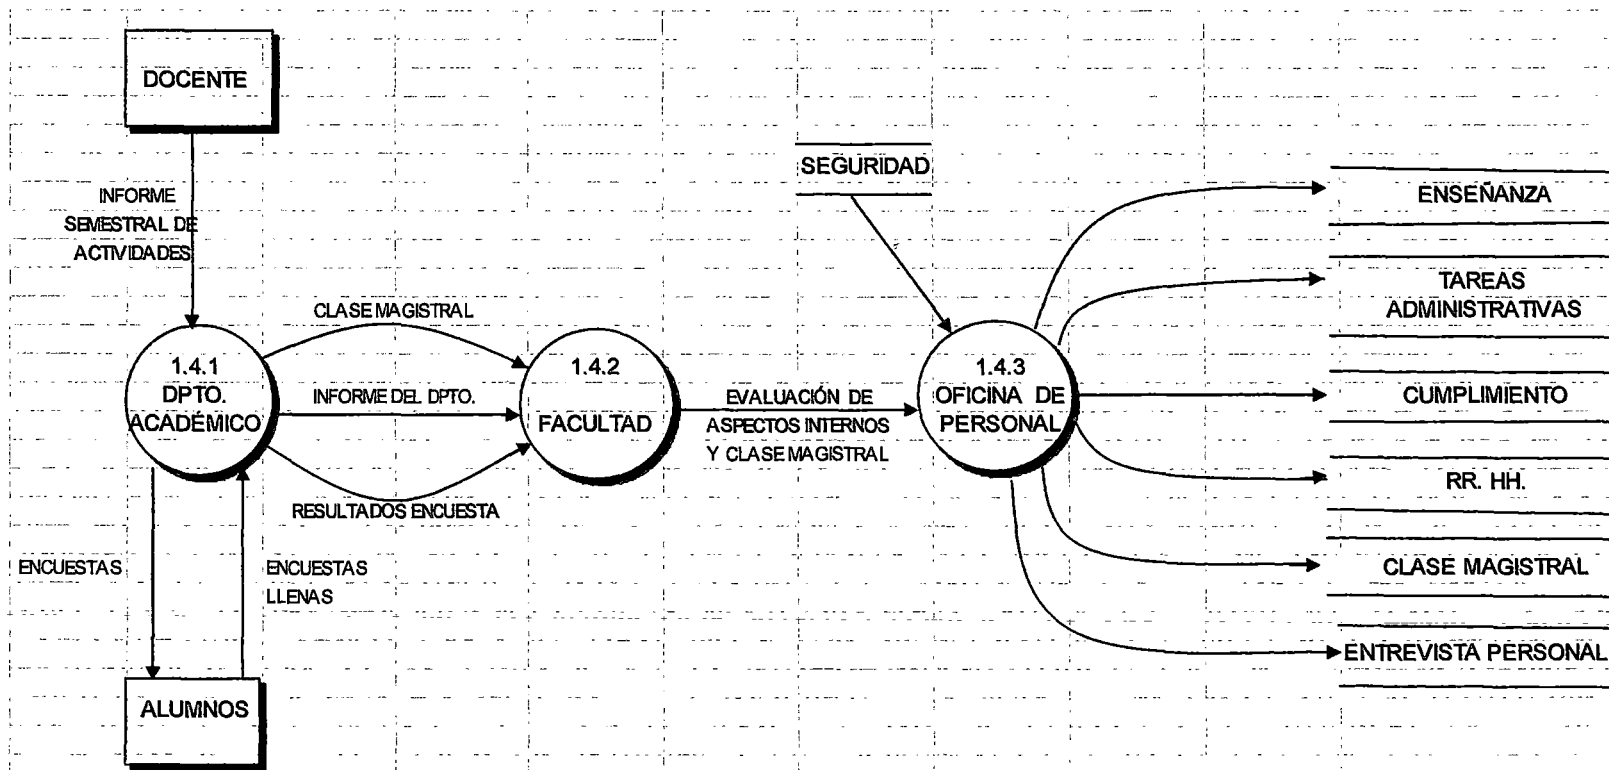 DOCENTE
INFORME
SEMESTRAL DE
ACTIVIDADES
SEGURIDAD
ENSEÑANZA
TAREAS
ADMINISTRATIVAS
CLASE MAGISTRAL
1.4.1
DPTO.
ACADÉMICO
INFORME DEL DPTO.
1.4.2
FACULTAD
EVALUACIÓN DE
ASPECTOS INTERNOS
Y CLASE MAGISTRAL
1.4.3
OFICINA DE
PERSONAL
CUMPLIMIENTO
RR. HH.
RESULTADOS ENCUESTA
ENCUESTAS
ENCUESTAS
LLENAS
CLASE MAGISTRAL
ENTREVISTA PERSONAL
ALUMNOS